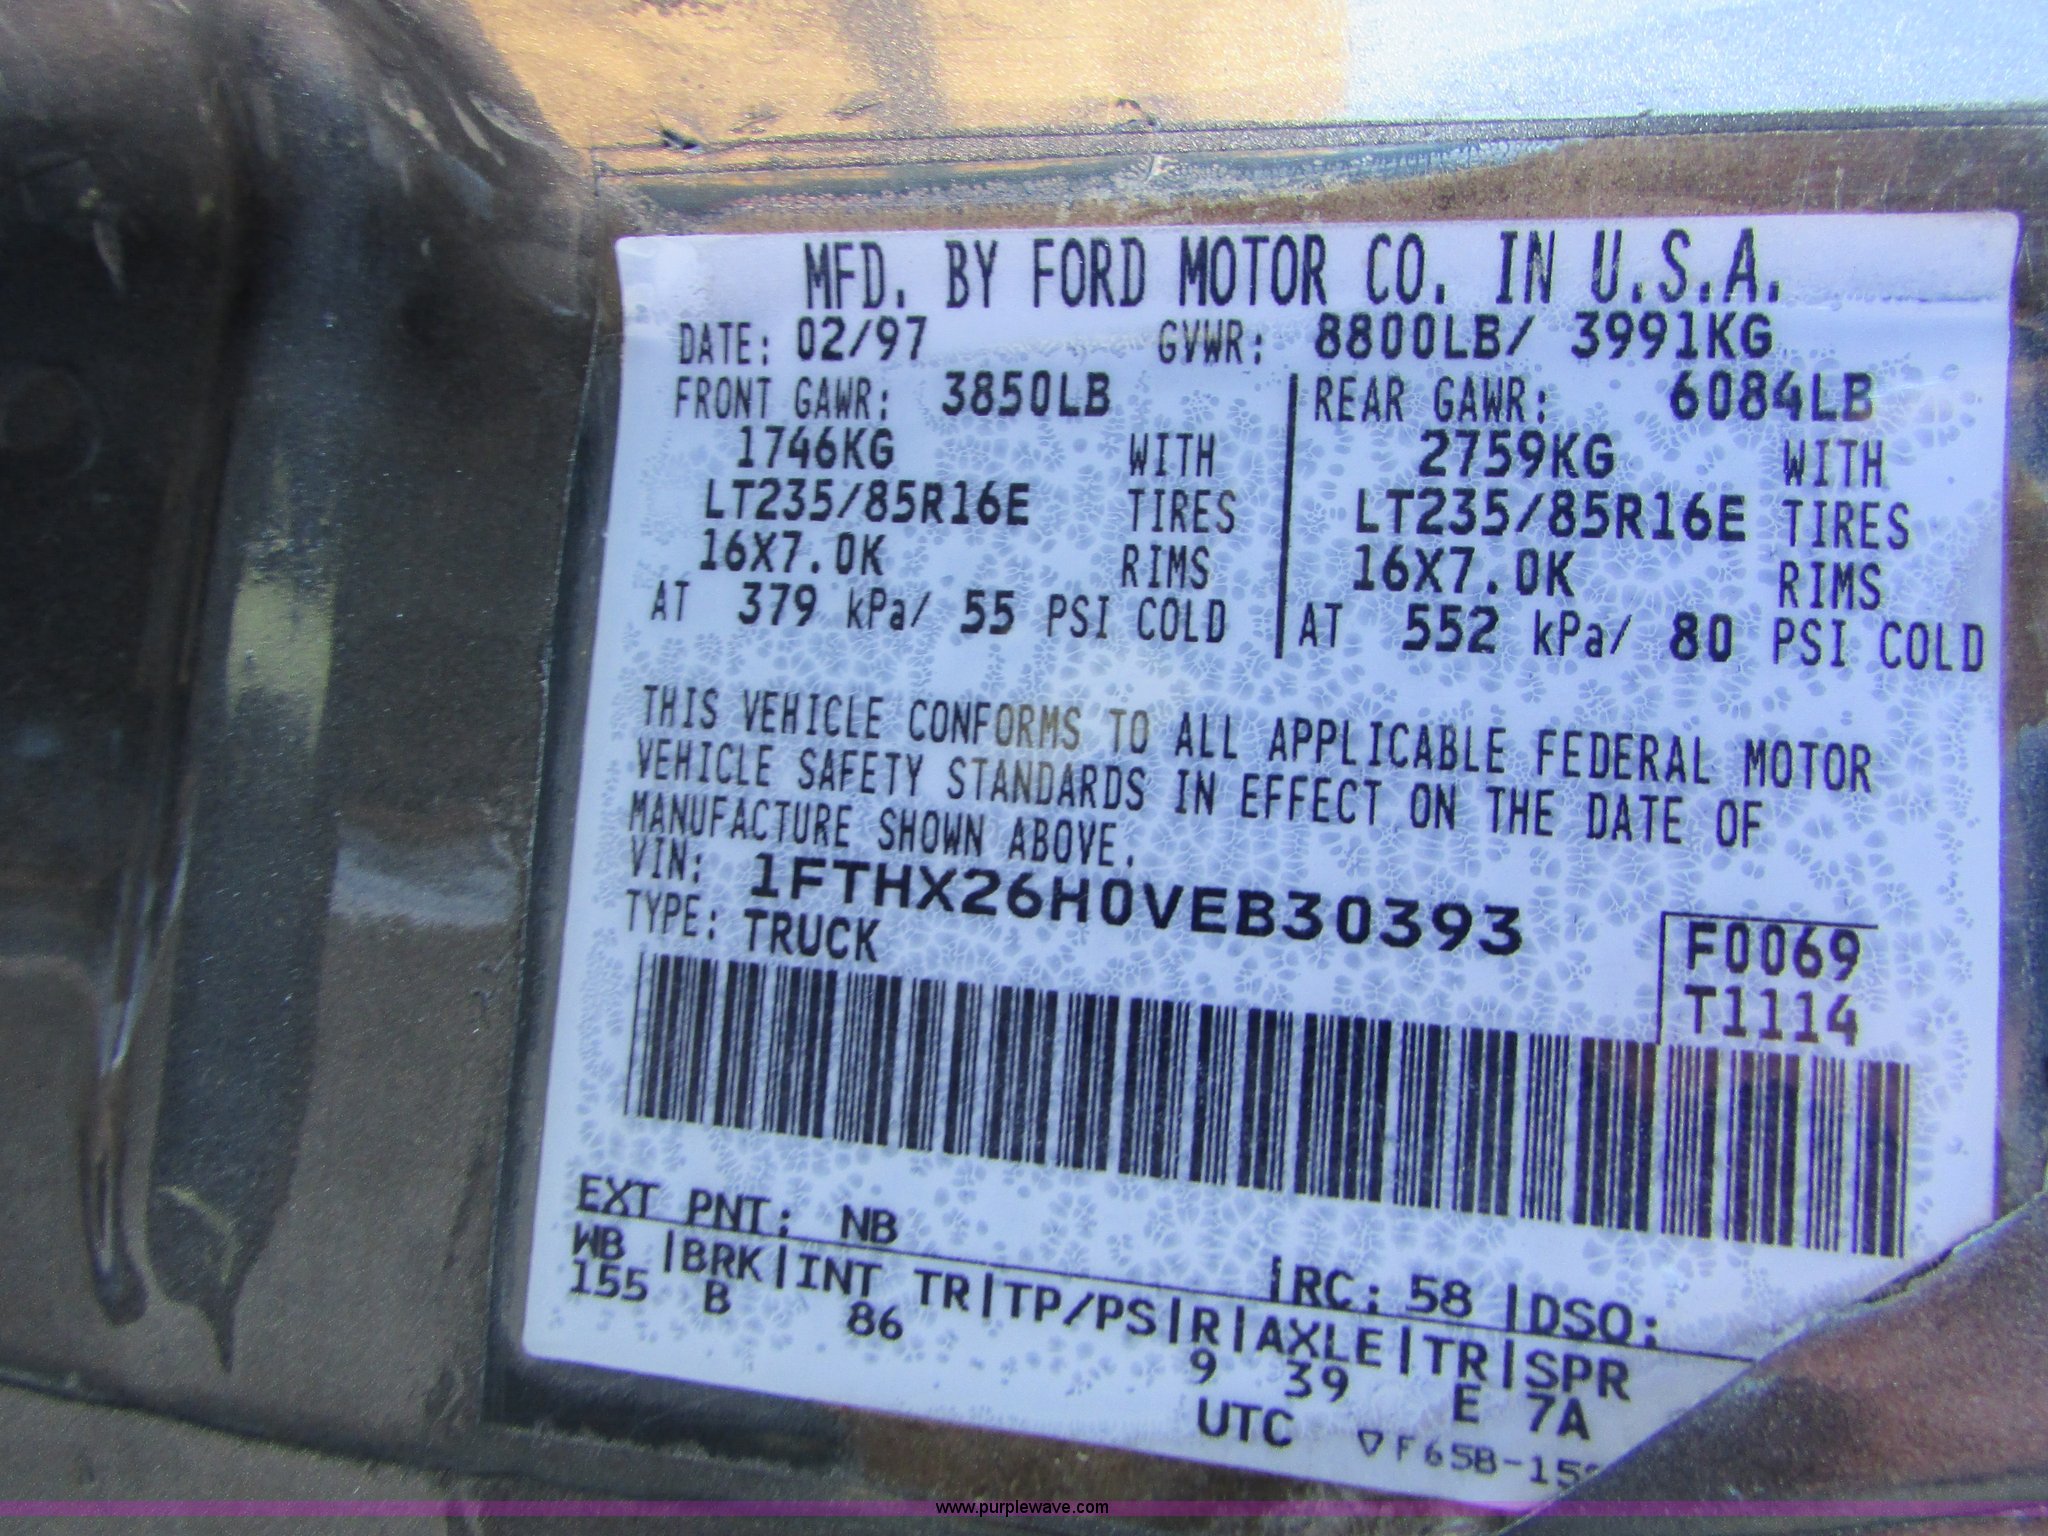 MFD. BY FORD MOTOR CO. IN U.S.A.
DATE: 02/97 GVWR: 8800LB/ 3991KG
FRONT GAWR: 3850LB REAR GAWR: 6084LB
1746KG WITH 2759KG WITH
LT235/85R16E TIRES LT235/85R16E TIRES
16X7.0K RIMS 16X7.0K RIMS
AT 379 kPa/ 55 PSI COLD AT 552 kPa/ 80 PSI COLD
THIS VEHICLE CONFORMS TO ALL APPLICABLE FEDERAL MOTOR
VEHICLE SAFETY STANDARDS IN EFFECT ON THE DATE OF
MANUFACTURE SHOWN ABOVE.
VIN: 1FTHX26H0VEB30393
TYPE: TRUCK
F0069
T1114
EXT PNT: NB RC: 58 DSO:
WB BRK INT TR TP/PS R AXLE TR SPR
155 B 86 9 39 E 7A
UTC
www.purplewave.com